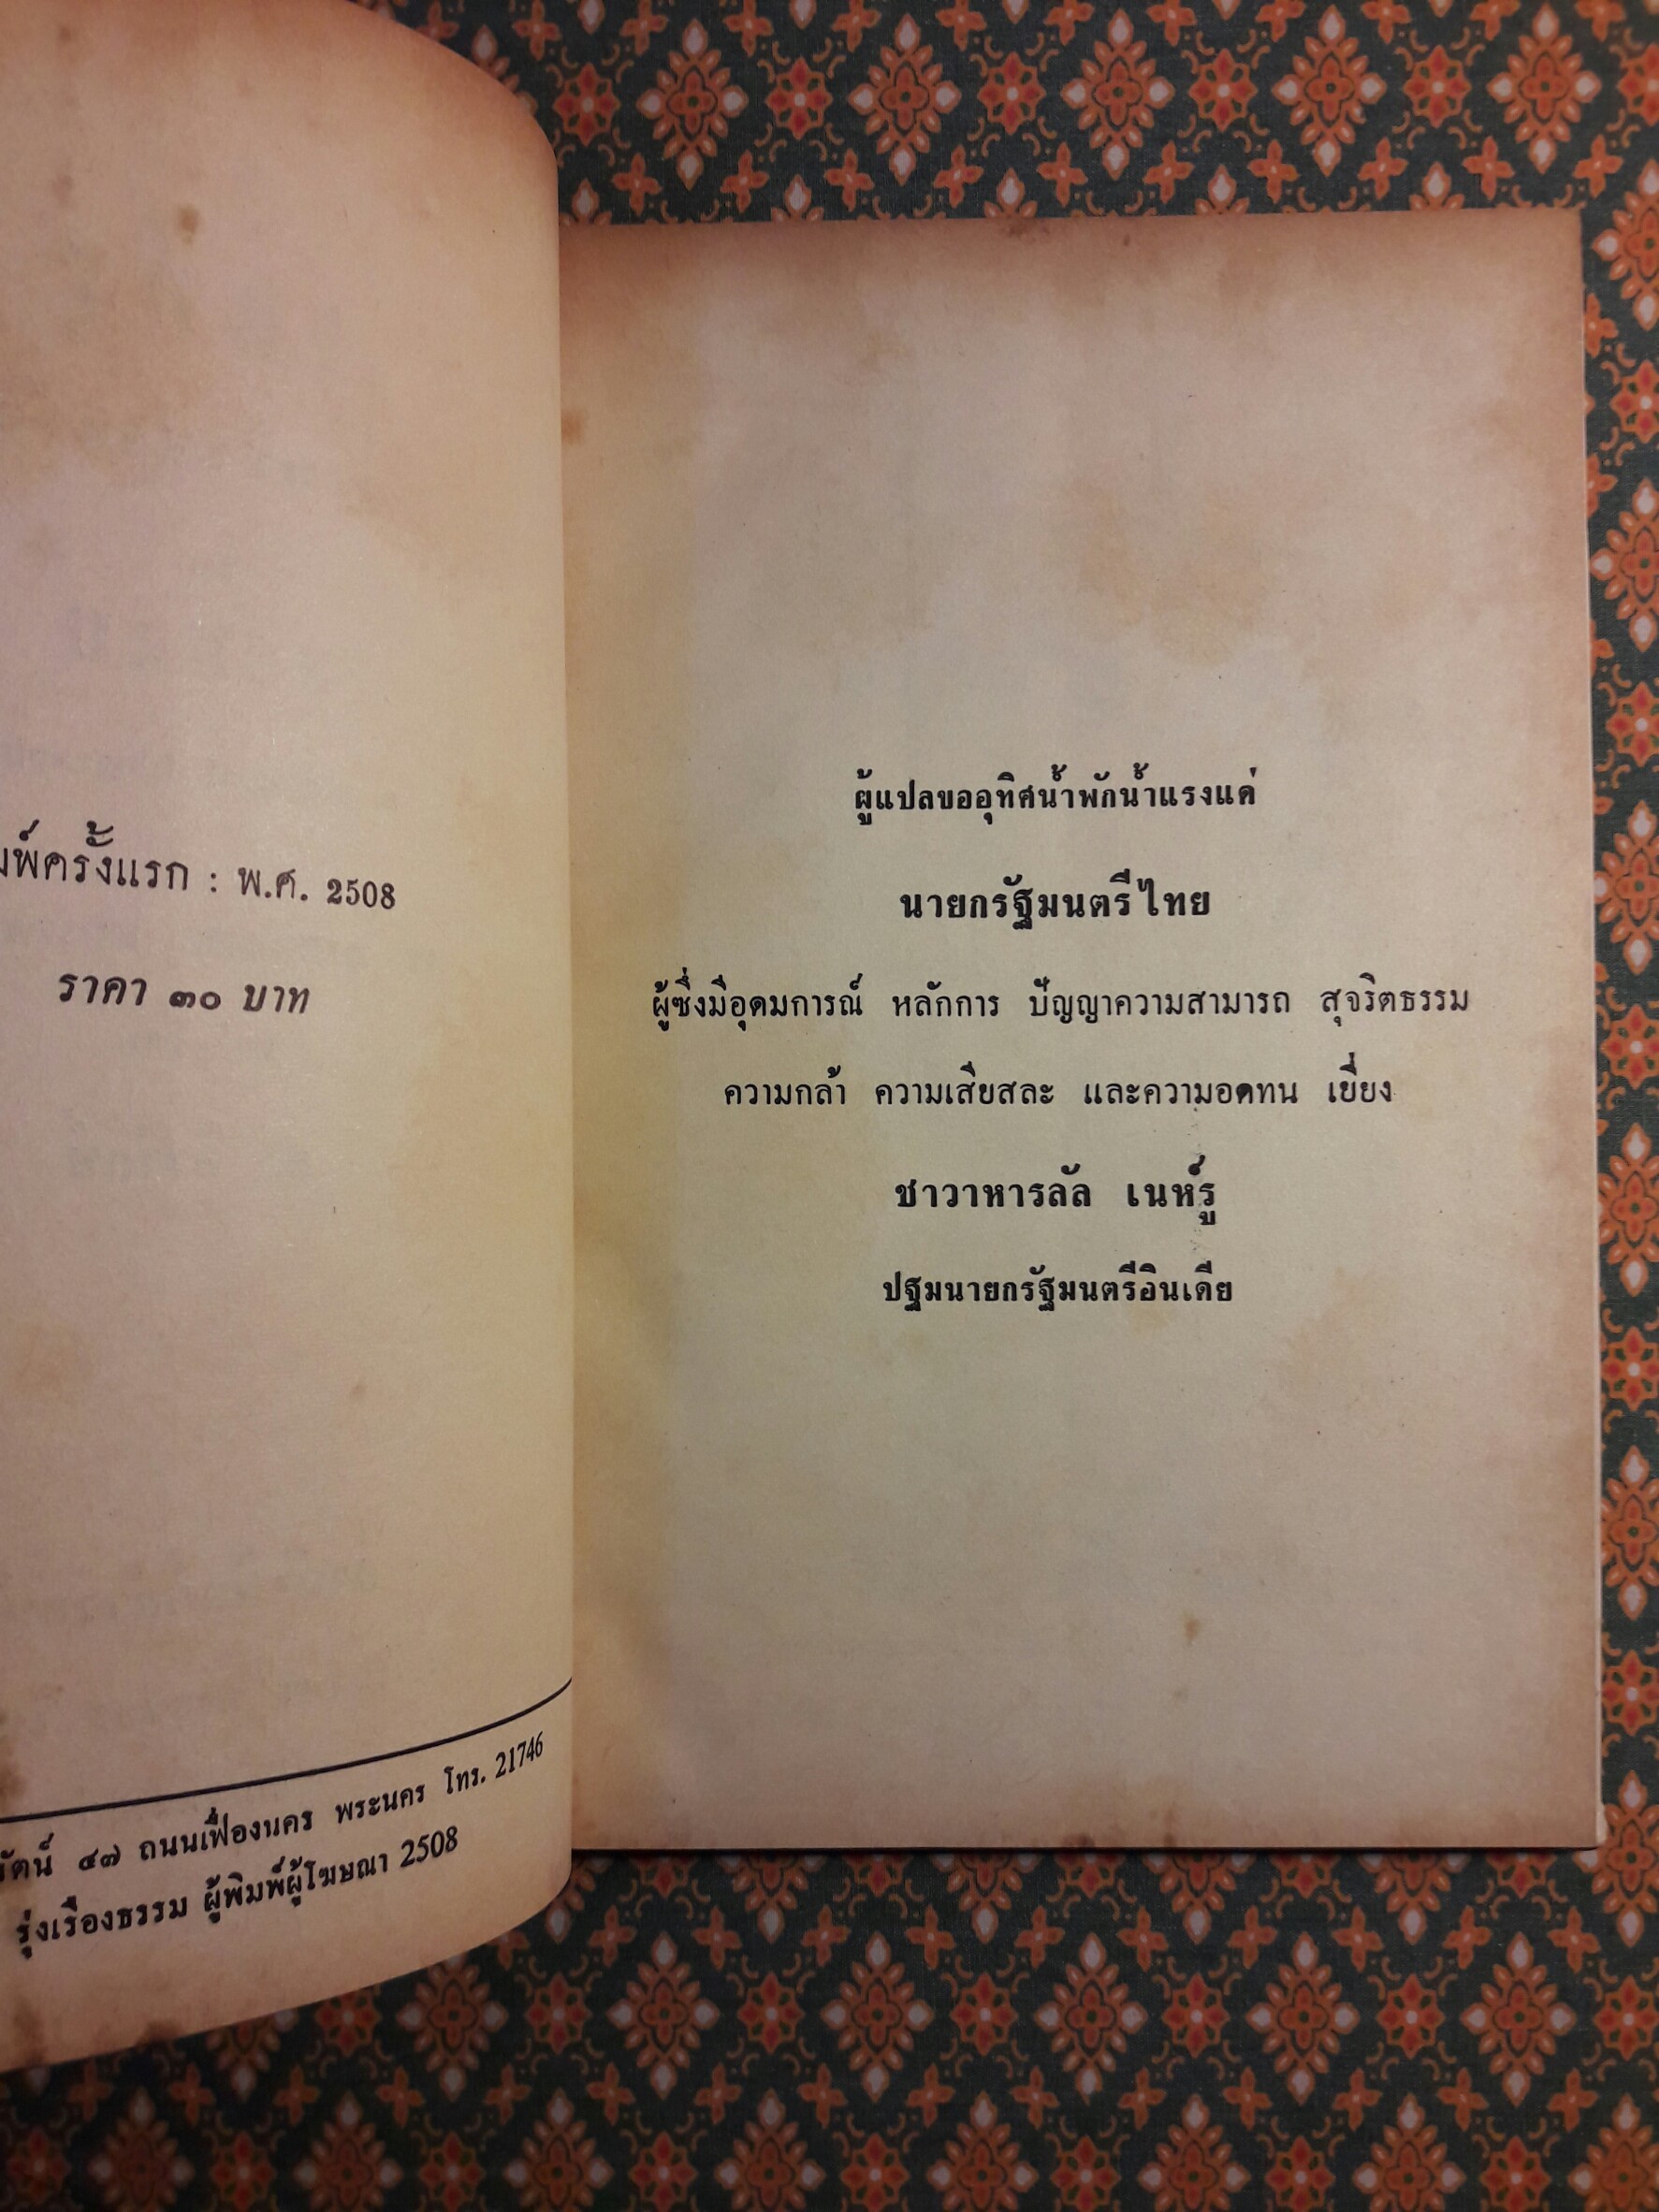 พิมพ์ครั้งแรก : พ.ศ. 2508
ราคา ๓๐ บาท
๔๗ ถนนเฟื่องนคร พระนคร โทร. 21746
รุ่งเรืองธรรม ผู้พิมพ์ผู้โฆษณา 2508
ผู้แปลขออุทิศน้ำพักน้ำแรงแด่
นายกรัฐมนตรีไทย
ผู้ซึ่งมีอุดมการณ์ หลักการ ปัญญาความสามารถ สุจริตธรรม
ความกล้า ความเสียสละ และความอดทน เยี่ยง
ชาวาหารลัล เนห์รู
ปฐมนายกรัฐมนตรีอินเดีย